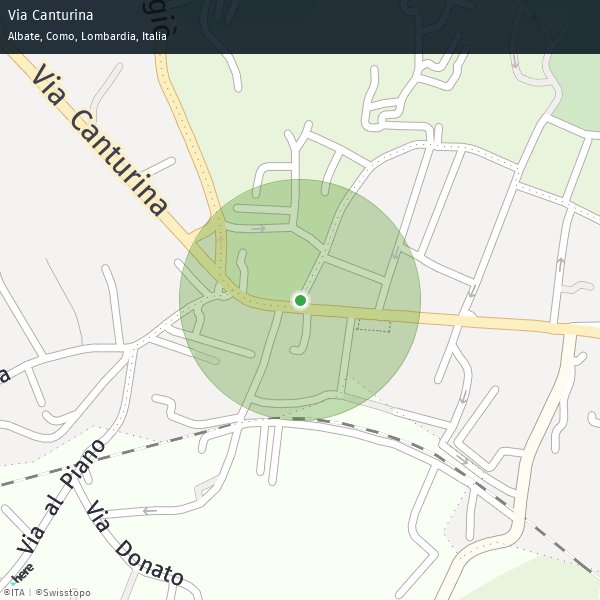 Via Canturina
Albate, Como, Lombardia, Italia
Via Canturina
Via al Piano
Via Donato
here
©ITA | ©Swisstopo